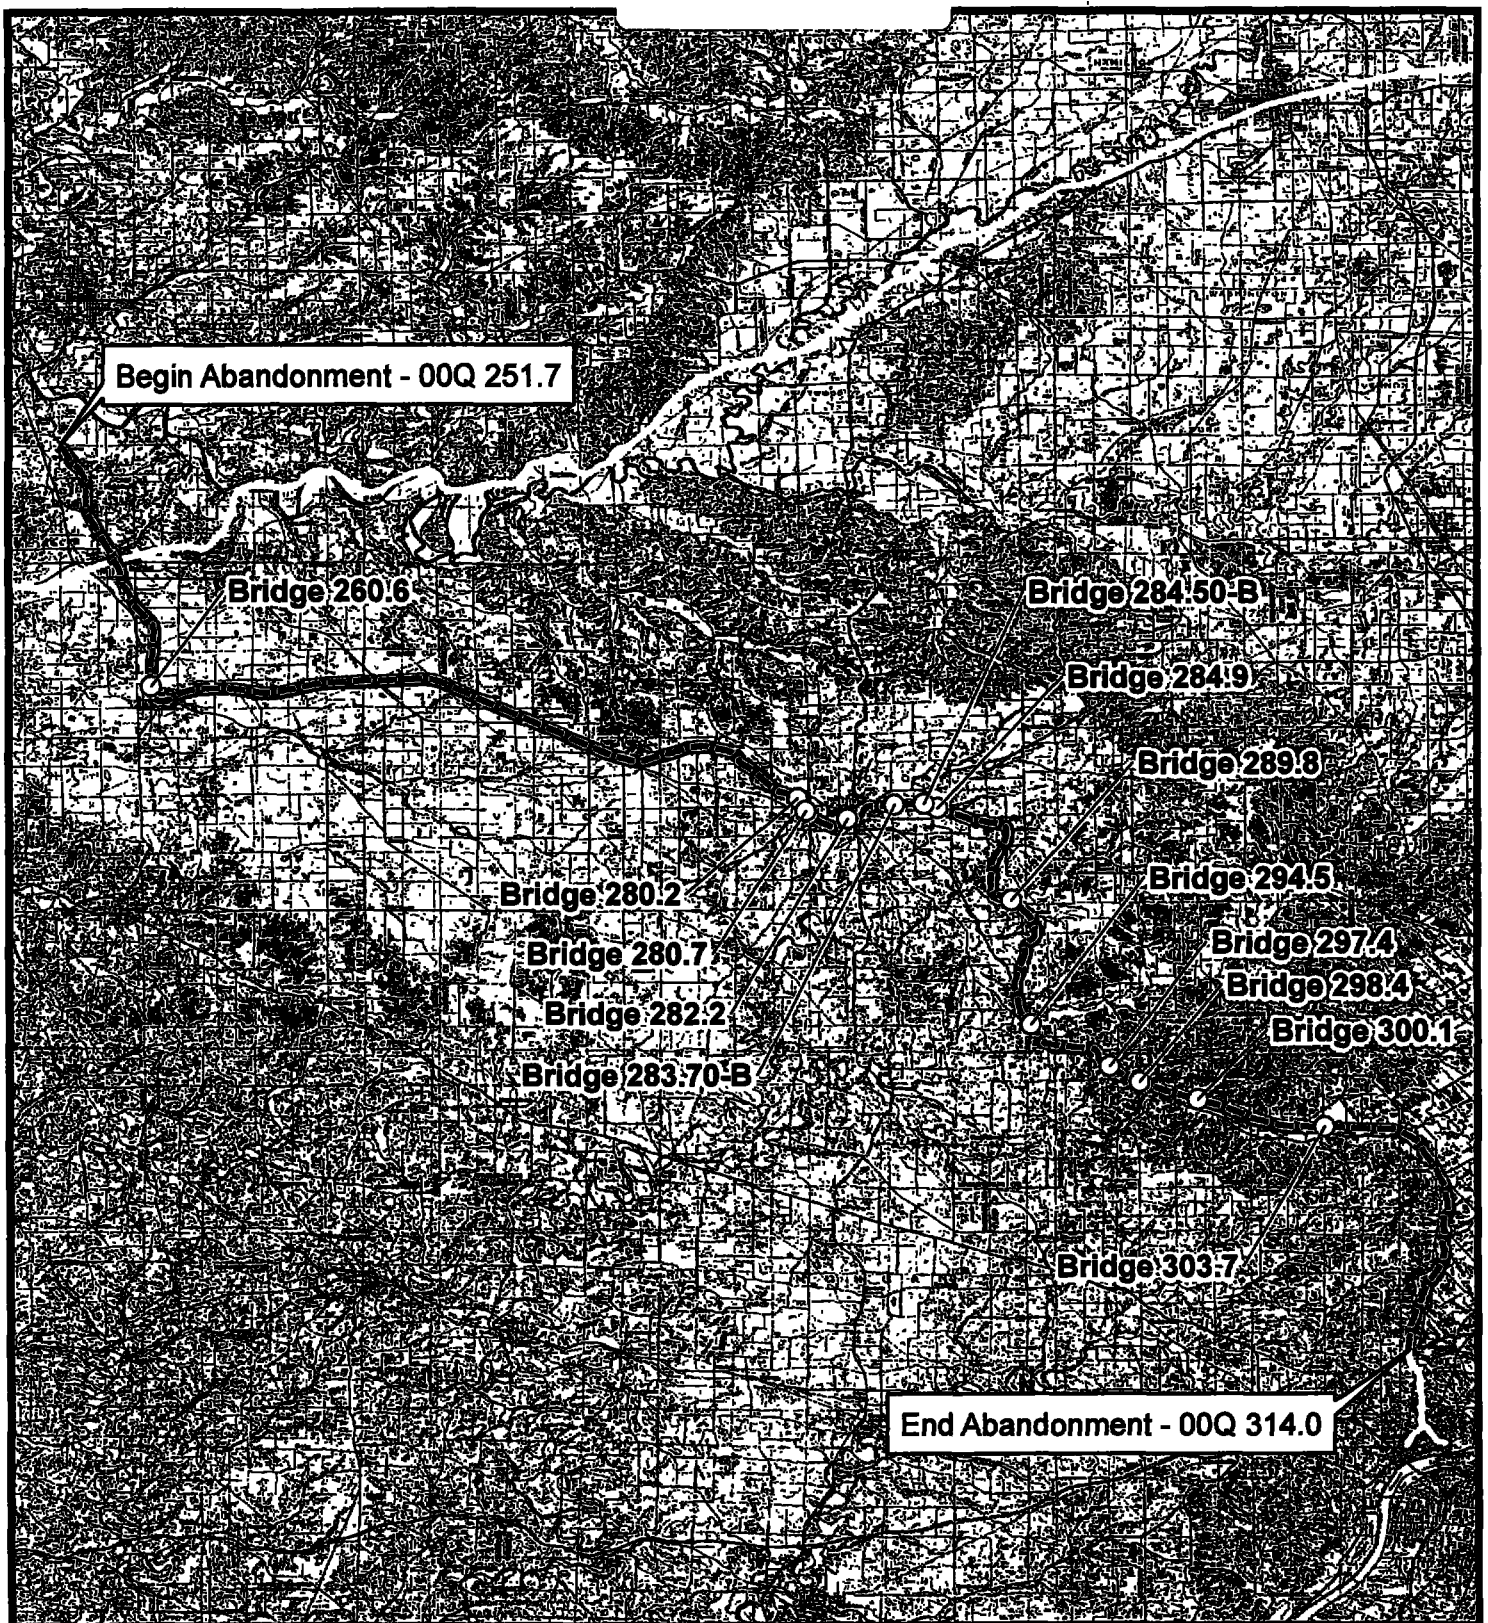 Begin Abandonment - 00Q 251.7
Bridge 260.6
Bridge 284.50-B
Bridge 284.9
Bridge 289.8
Bridge 280.2
Bridge 294.5
Bridge 280.7
Bridge 297.4
Bridge 298.4
Bridge 282.2
Bridge 300.1
Bridge 283.70-B
Bridge 303.7
End Abandonment - 00Q 314.0